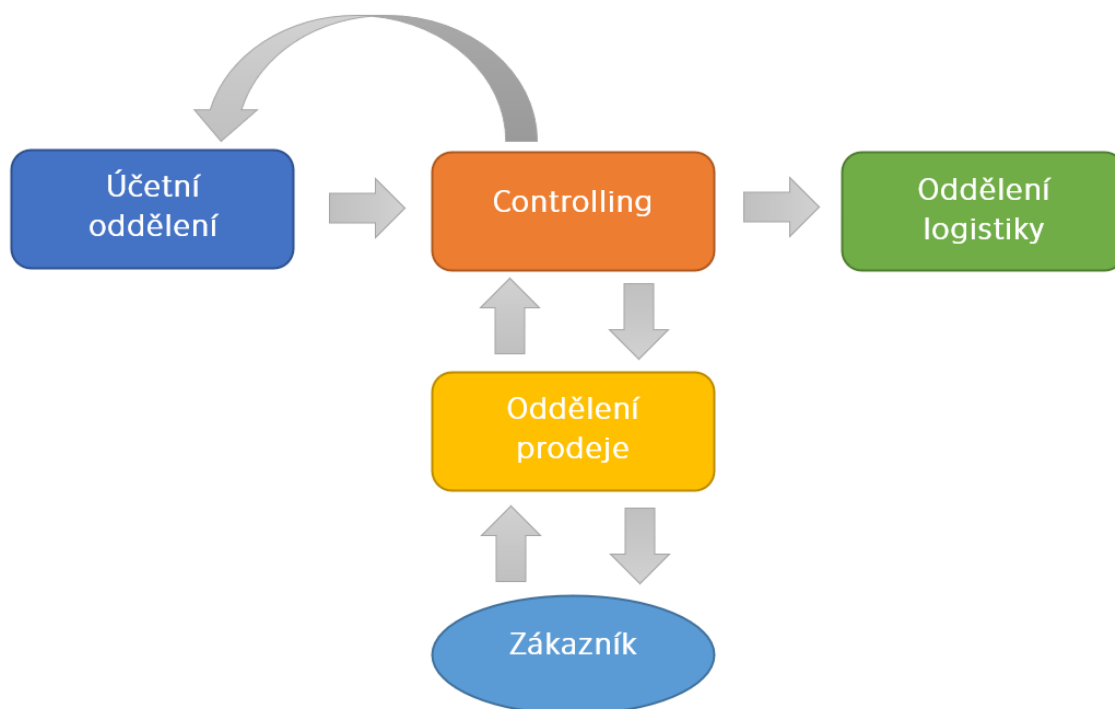 Účetní
oddělení
Controlling
Oddělení
logistiky
Oddělení
prodeje
Zákazník